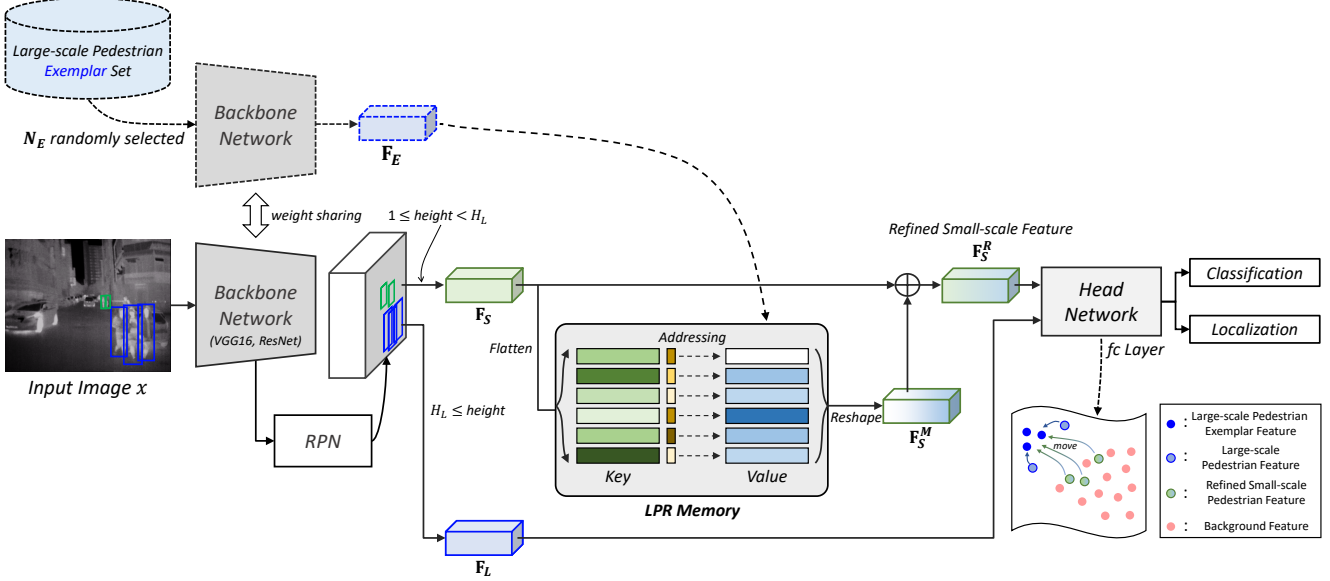 Large-scale Pedestrian
Exemplar Set
N_E randomly selected
Backbone
Network
F_E
weight sharing
1 ≤ height < H_L
Input Image x
Backbone
Network
(VGG16, ResNet)
RPN
H_L ≤ height
F_S
Flatten
Addressing
Key
Value
LPR Memory
Reshape
F_S^M
F_L
Refined Small-scale Feature
F_S^R
Head
Network
fc Layer
Classification
Localization
move
: Large-scale Pedestrian
Exemplar Feature
: Large-scale
Pedestrian Feature
: Refined Small-scale
Pedestrian Feature
: Background Feature